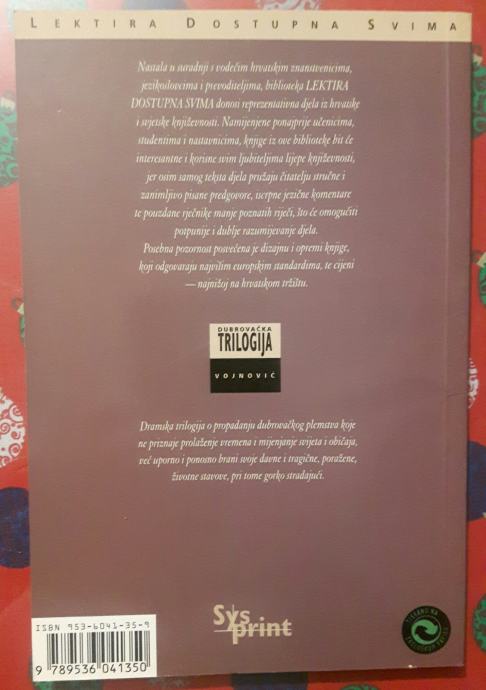 LEKTIRA DOSTUPNA SVIMA
Nastala u suradnji s vodećim hrvatskim znanstvenicima,
jezikoslovcima i prevoditeljima, biblioteka LEKTIRA
DOSTUPNA SVIMA donosi reprezentativna djela iz hrvatske
i svjetske književnosti. Namijenjene ponajprije učenicima,
studentima i nastavnicima, knjige iz ove biblioteke bit će
interesantne i korisne svim ljubiteljima lijepe književnosti,
jer osim samog teksta djela pružaju čitatelju stručne i
zanimljivo pisane predgovore, iscrpne jezične komentare
te pouzdane rječnike manje poznatih riječi, što će omogućiti
potpunije i dublje razumijevanje djela.
Posebna pozornost posvećena je dizajnu i opremi knjige,
koji odgovaraju najvišim europskim standardima, te cijeni
— najnižoj na hrvatskom tržištu.
DUBROVAČKA
TRILOGIJA
VOJNOVIĆ
Dramska trilogija o propadanju dubrovačkog plemstva koje
ne priznaje prolaženje vremena i mijenjanje svijeta i običaja,
već uporno i ponosno brani svoje davne i tragične, poražene,
životne stavove, pri tome gorko stradajući.
ISBN 953-6041-35-9
9 789536 041350
Sys
print
TISKANO NA
EKOLOŠKOM PAPIRU